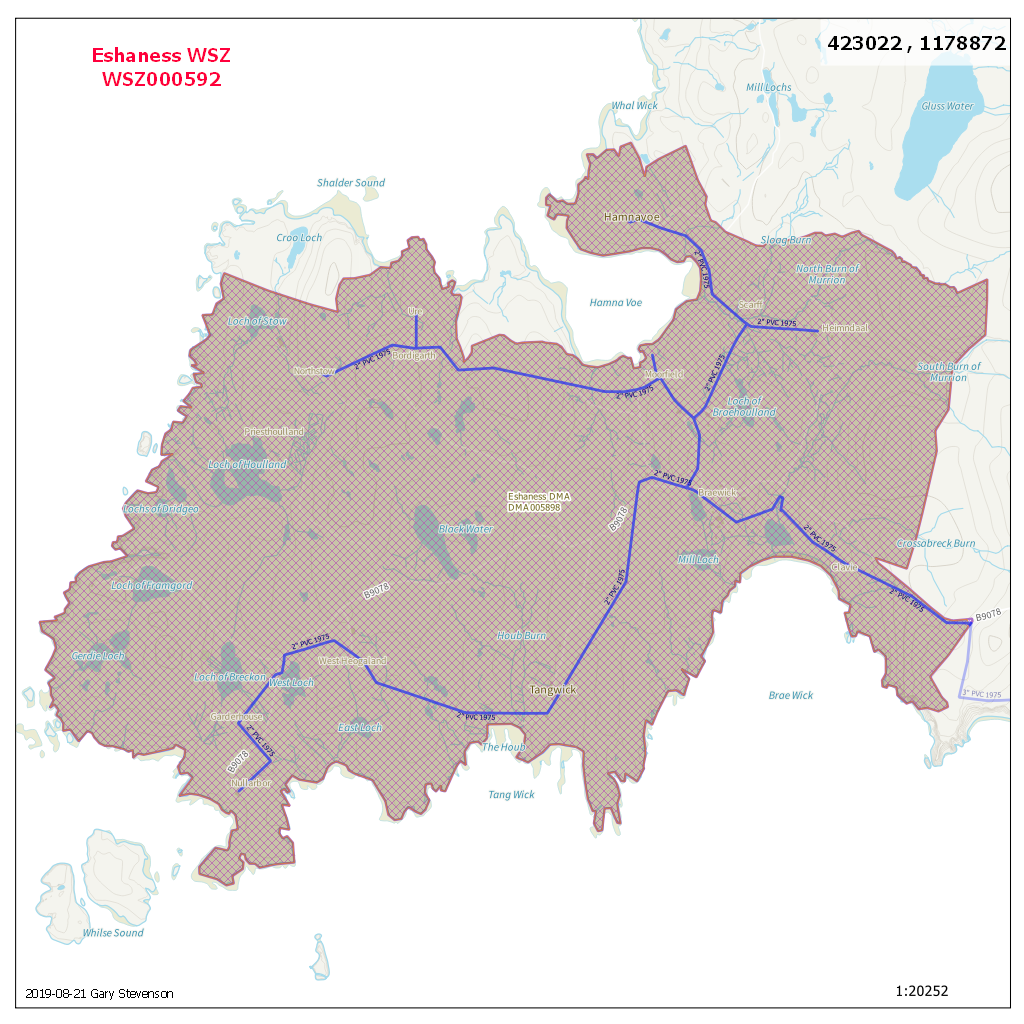 Eshaness WSZ
WSZ000592
423022 , 1178872
Mill Lochs
Whal Wick
Gluss Water
Shalder Sound
Hamnavoe
Croo Loch
Sloag Burn
North Burn of
Murrion
2" PVC 1975
Hamna Voe
Scarff
Ure
Loch of Stow
2" PVC 1975
Heimndaal
Bordigarth
2" PVC 1975
Northstow
Moorfield
2" PVC 1975
South Burn of
Murrion
2" PVC 1975
Loch of
Braehoulland
Priesthoulland
Loch of Houlland
2" PVC 1975
Braewick
Eshaness DMA
DMA005898
Lochs of Dridgeo
B9078
Black Water
2" PVC 1975
Crossabreck Burn
Mill Loch
Clavie
Loch of Framgord
B9078
2" PVC 1975
2" PVC 1975
B9078
Houb Burn
2" PVC 1975
Gerdie Loch
West Heogaland
Loch of Breckon
West Loch
Tangwick
3" PVC 1975
Brae Wick
Gardenhouse
2" PVC 1975
East Loch
2" PVC 1975
The Houb
B9078
Nullarbor
Tang Wick
Whilse Sound
2019-08-21 Gary Stevenson
1:20252